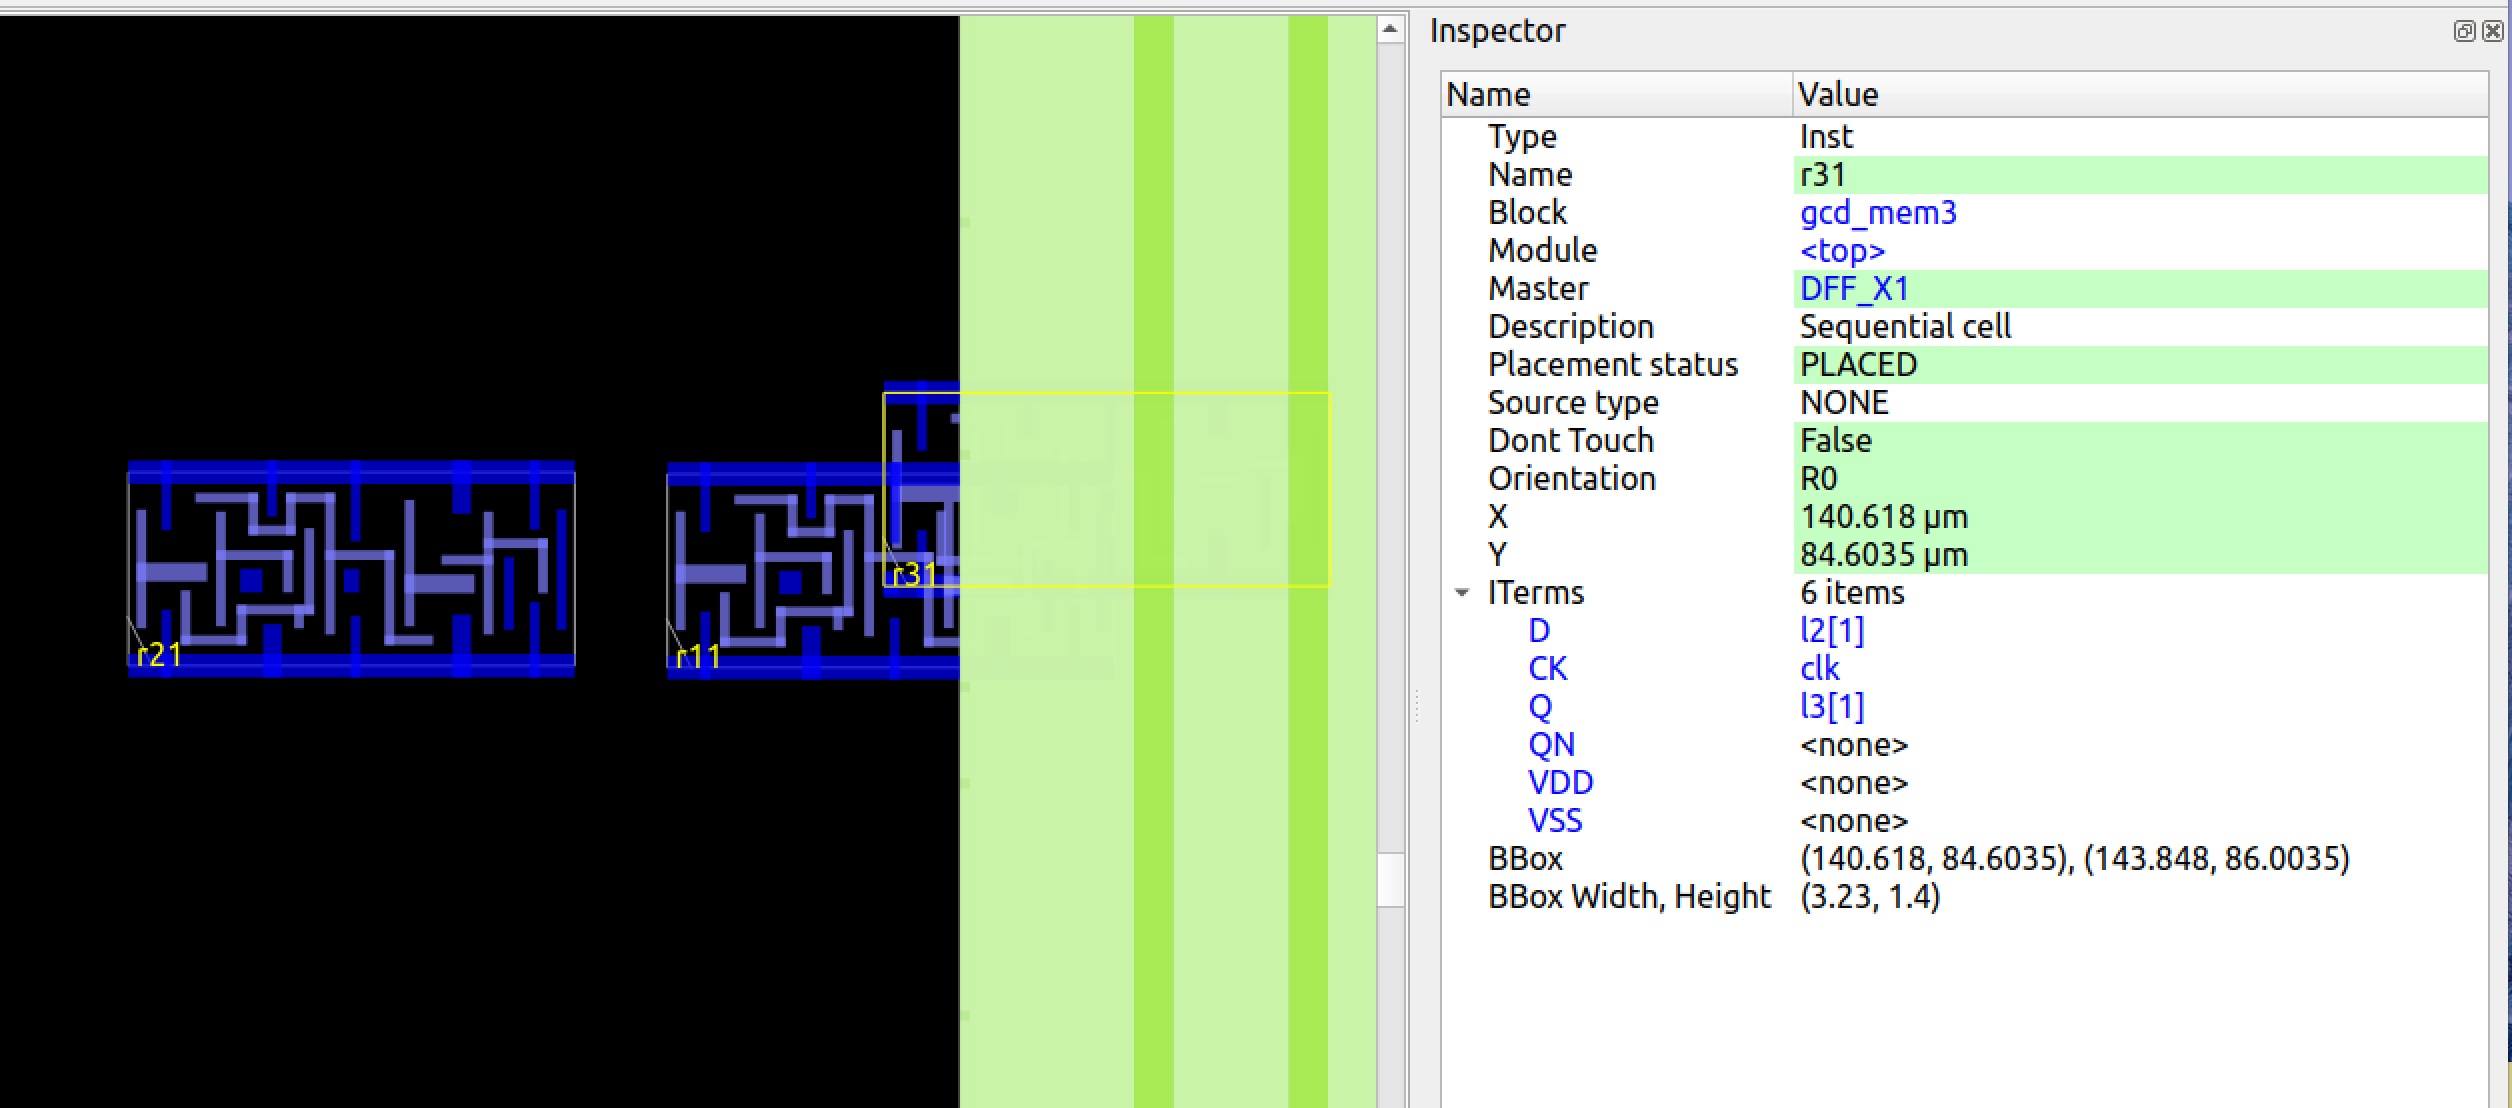 Inspector
Name Value
Type Inst
Name r31
Block gcd_mem3
Module <top>
Master DFF_X1
Description Sequential cell
Placement status PLACED
Source type NONE
Dont Touch False
Orientation R0
X 140.618 μm
Y 84.6035 μm
ITerms 6 items
D l2[1]
CK clk
Q l3[1]
QN <none>
VDD <none>
VSS <none>
BBox (140.618, 84.6035), (143.848, 86.0035)
BBox Width, Height (3.23, 1.4)
r31
r21
r11